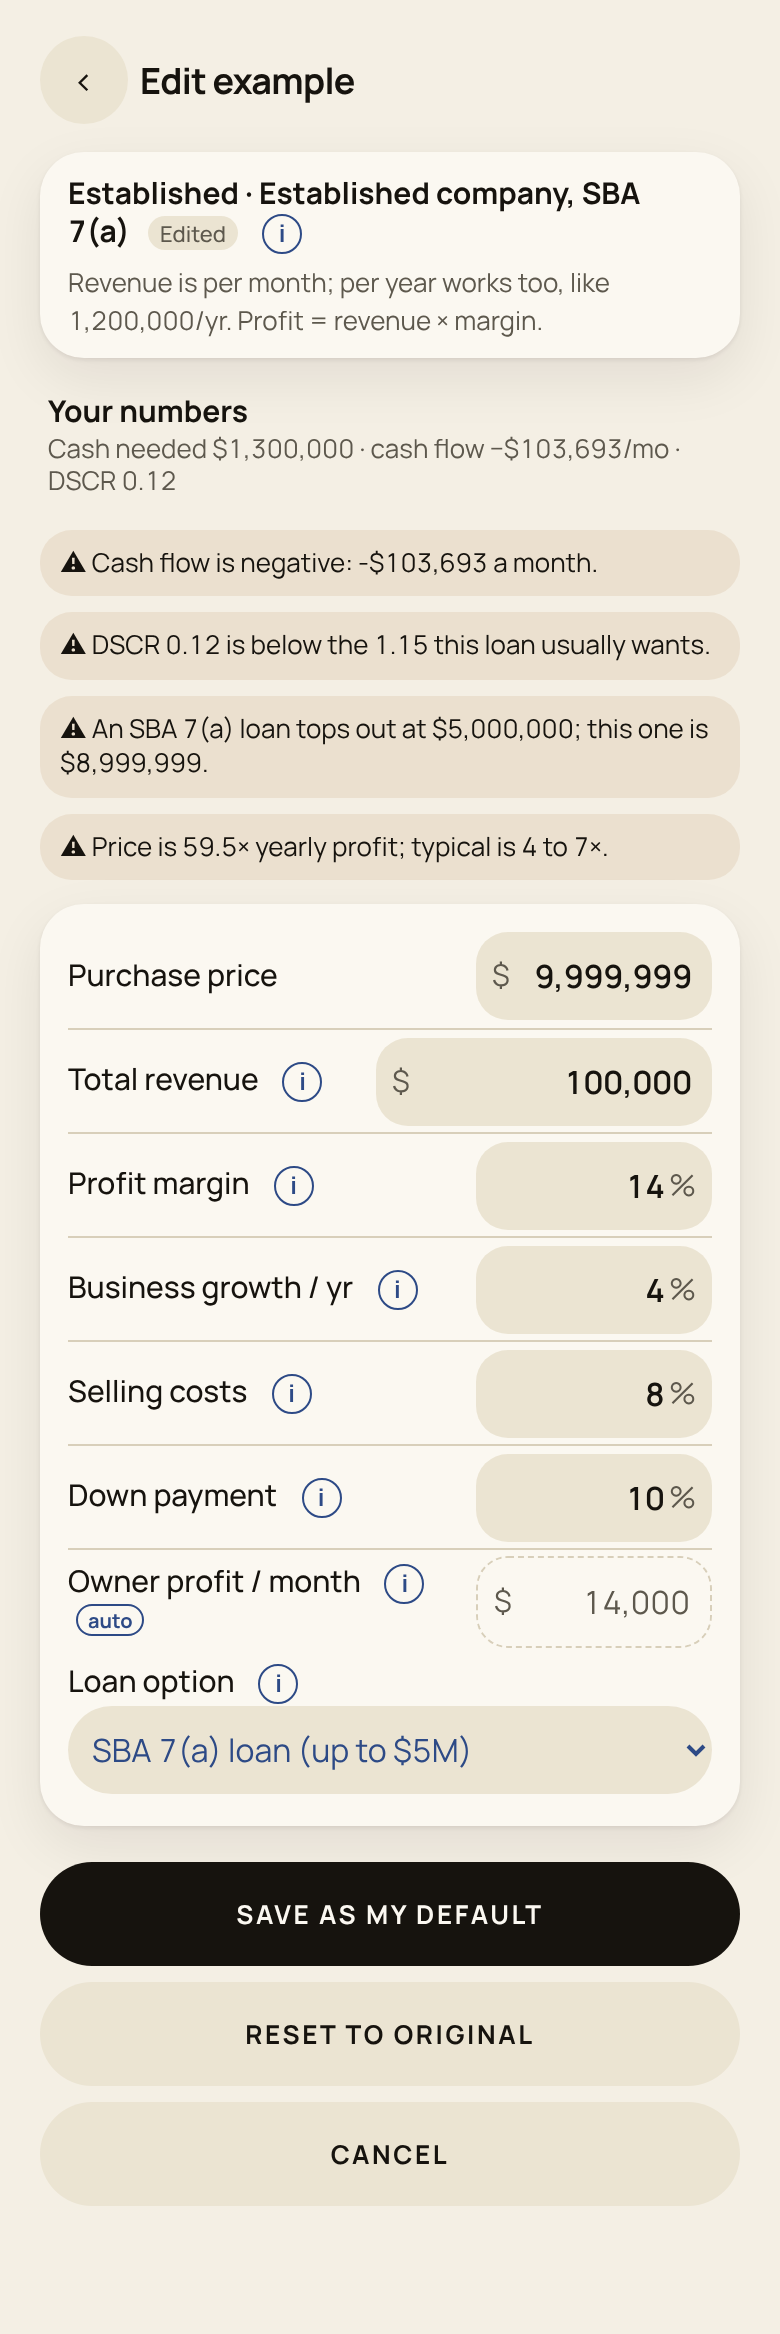 Edit example
Established · Established company, SBA
7(a) Edited i
Revenue is per month; per year works too, like
1,200,000/yr. Profit = revenue × margin.
Your numbers
Cash needed $1,300,000 · cash flow −$103,693/mo ·
DSCR 0.12
⚠ Cash flow is negative: -$103,693 a month.
⚠ DSCR 0.12 is below the 1.15 this loan usually wants.
⚠ An SBA 7(a) loan tops out at $5,000,000; this one is
$8,999,999.
⚠ Price is 59.5× yearly profit; typical is 4 to 7×.
Purchase price $ 9,999,999
Total revenue i $ 100,000
Profit margin i 14 %
Business growth / yr i 4 %
Selling costs i 8 %
Down payment i 10 %
Owner profit / month i $ 14,000
auto
Loan option i
SBA 7(a) loan (up to $5M)
SAVE AS MY DEFAULT
RESET TO ORIGINAL
CANCEL